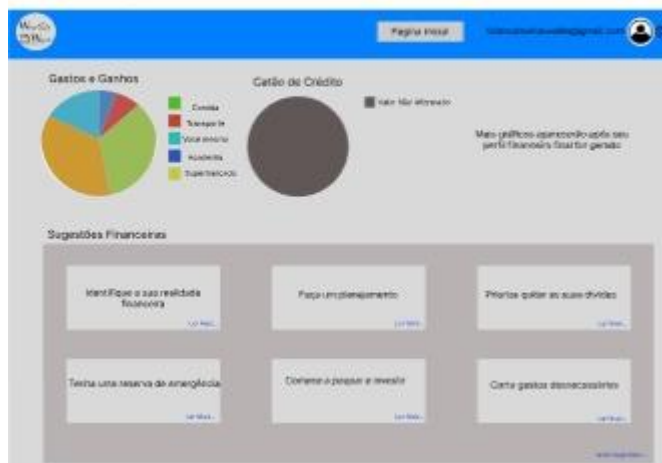 Pagina Inicial
Gastos e Ganhos
Catão de Crédito
Comida
Transporte
Academia
Supermercado
Valor Não Informado
Mais gráficos aparecerão após seu
perfil financeiro final for gerado
Sugestões Financeiras
Identifique a sua realidade
financeira
Ler Mais...
Faça um planejamento
Ler Mais...
Priorize quitar as suas dívidas
Ler Mais...
Tenha uma reserva de emergência
Ler Mais...
Comece a poupar e investir
Ler Mais...
Corte gastos desnecessários
Ler Mais...